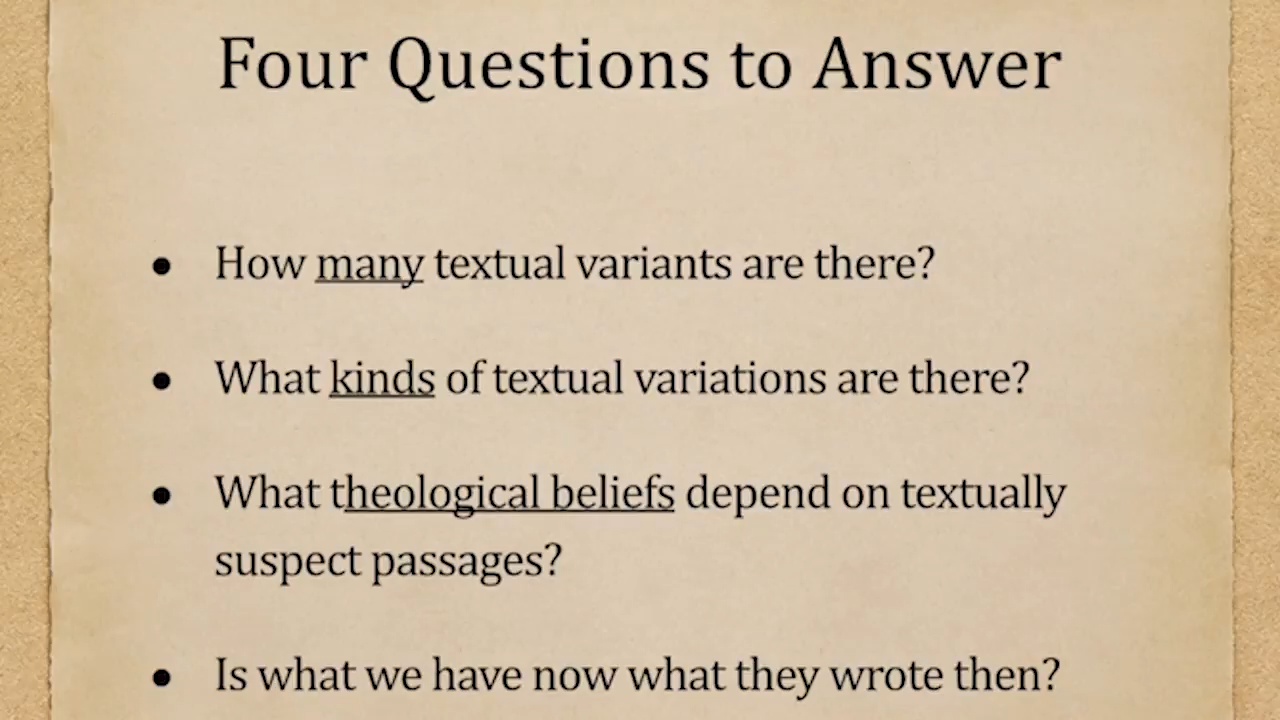 Four Questions to Answer
• How many textual variants are there?
• What kinds of textual variations are there?
• What theological beliefs depend on textually
suspect passages?
• Is what we have now what they wrote then?